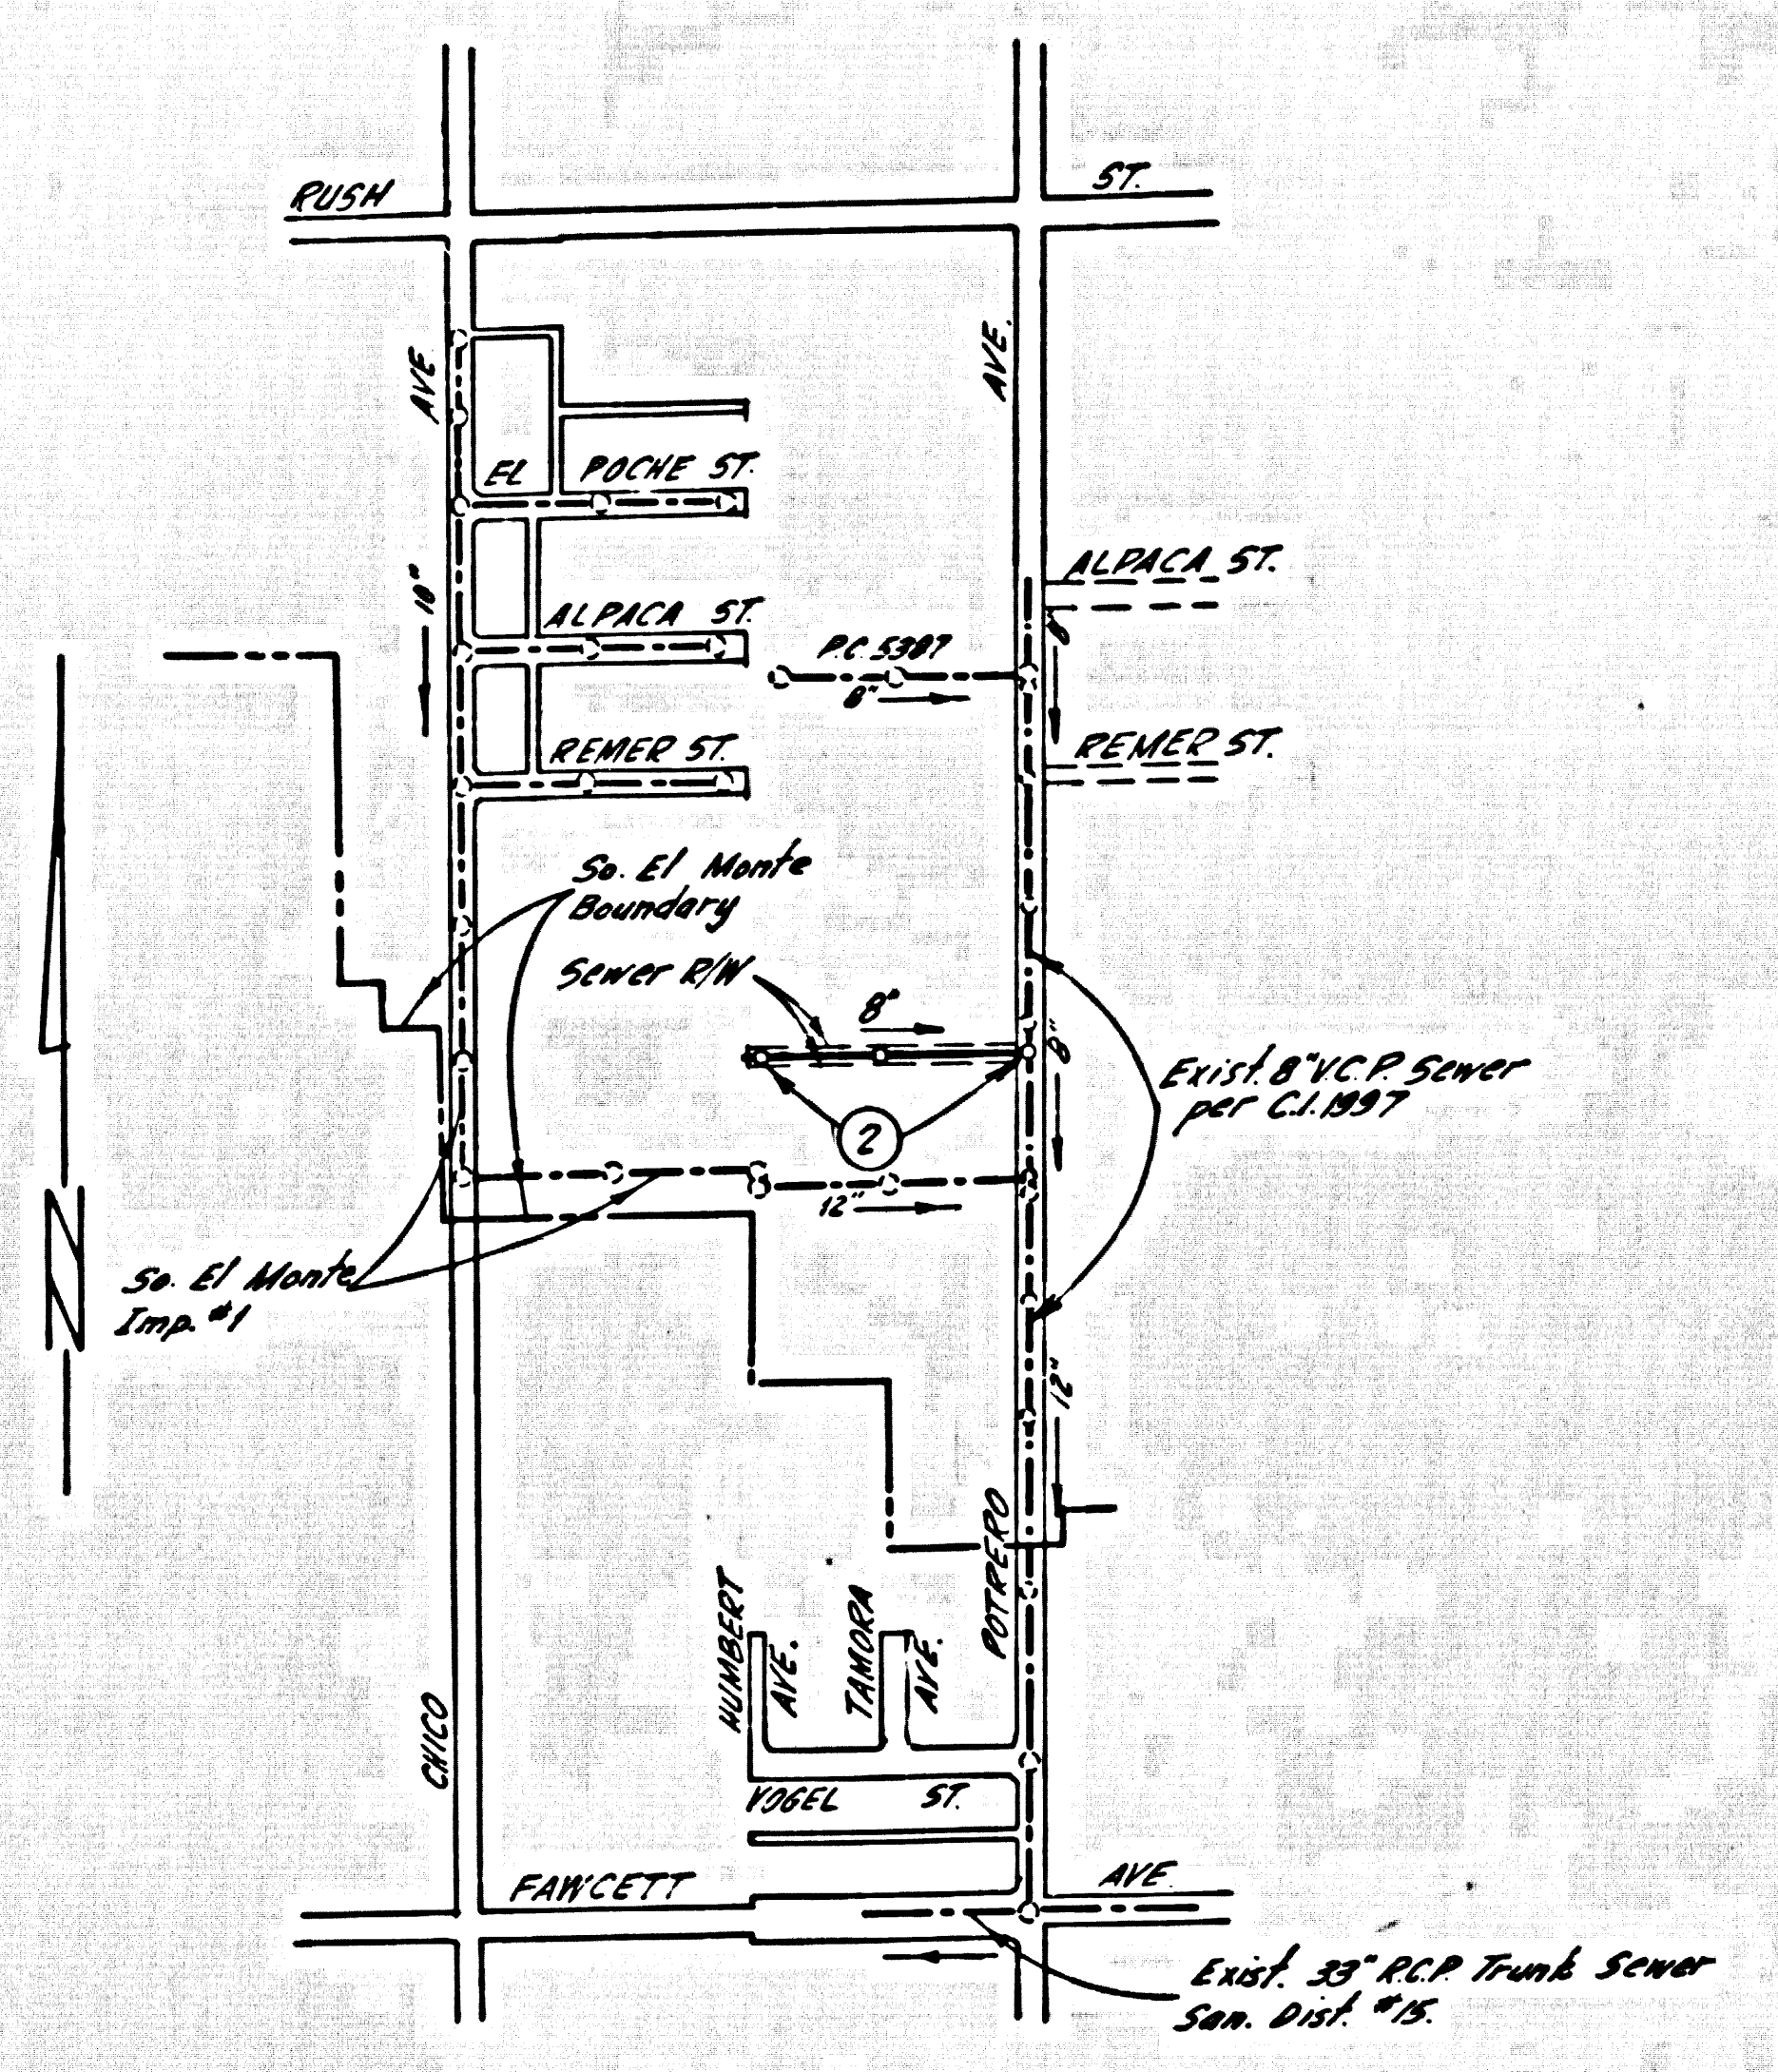 RUSH ST.
AVE.
AVE.
EL POCHE ST.
10"
ALPACA ST.
ALPACA ST.
8"
P.C. 5387
8"
REMER ST.
REMER ST.
So. El Monte
Boundary
Sewer R/W
8"
8"
Exist. 8" V.C.P. Sewer
per C.I. 1997
2
12"
So. El Monte
Imp. #1
N
12"
POTRERO
HUMBERT
AVE.
TAMORA
AVE.
CHICO
VOGEL ST.
FAWCETT AVE.
Exist. 33" R.C.P. Trunk Sewer
San. Dist. #15.